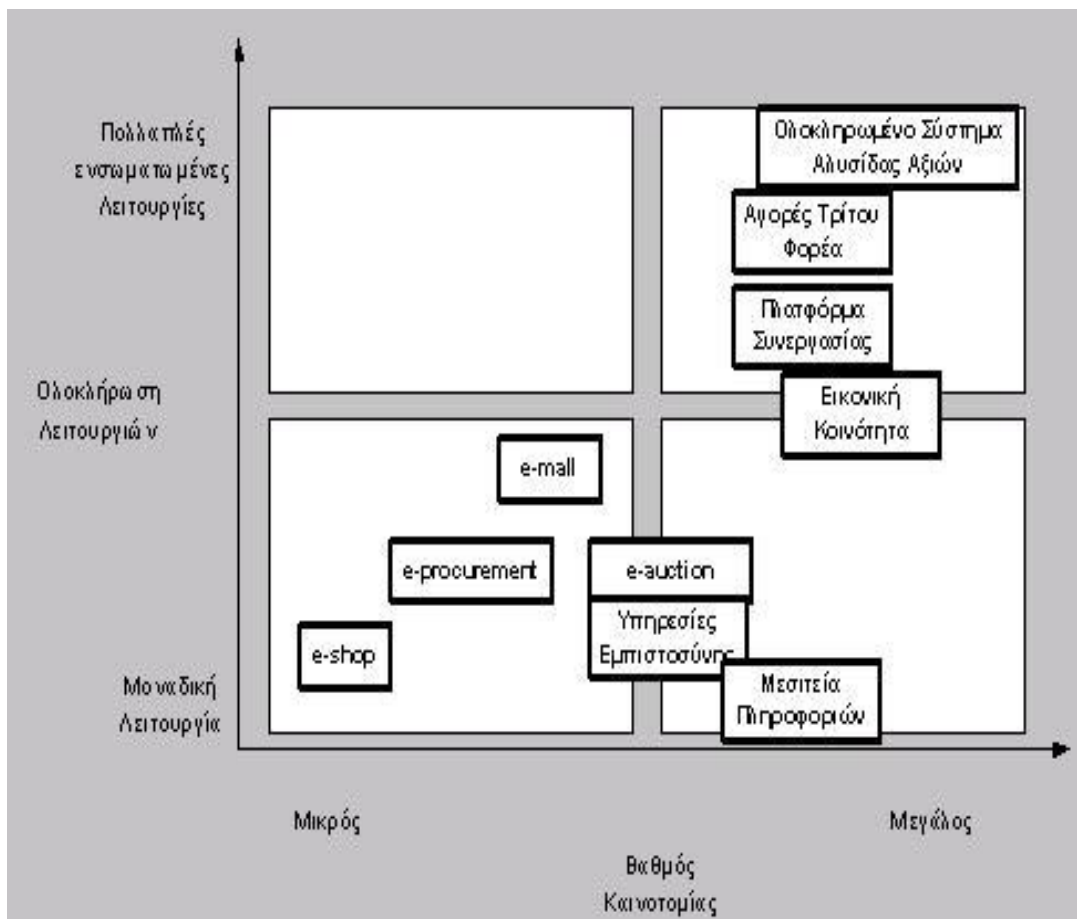 Πολλαπλές
ενσωματωμένες
Λειτουργίες
Ολοκληρωμένο Σύστημα
Αλυσίδας Αξιών
Αγορές Τρίτου
Φορέα
Πλατφόρμα
Συνεργασίας
Ολοκλήρωση
Λειτουργιών
Εικονική
Κοινότητα
e-mall
e-procurement
e-auction
Υπηρεσίες
Εμπιστοσύνης
e-shop
Μοναδική
Λειτουργία
Μεσιτεία
Πληροφοριών
Μικρός
Μεγάλος
Βαθμός
Καινοτομίας